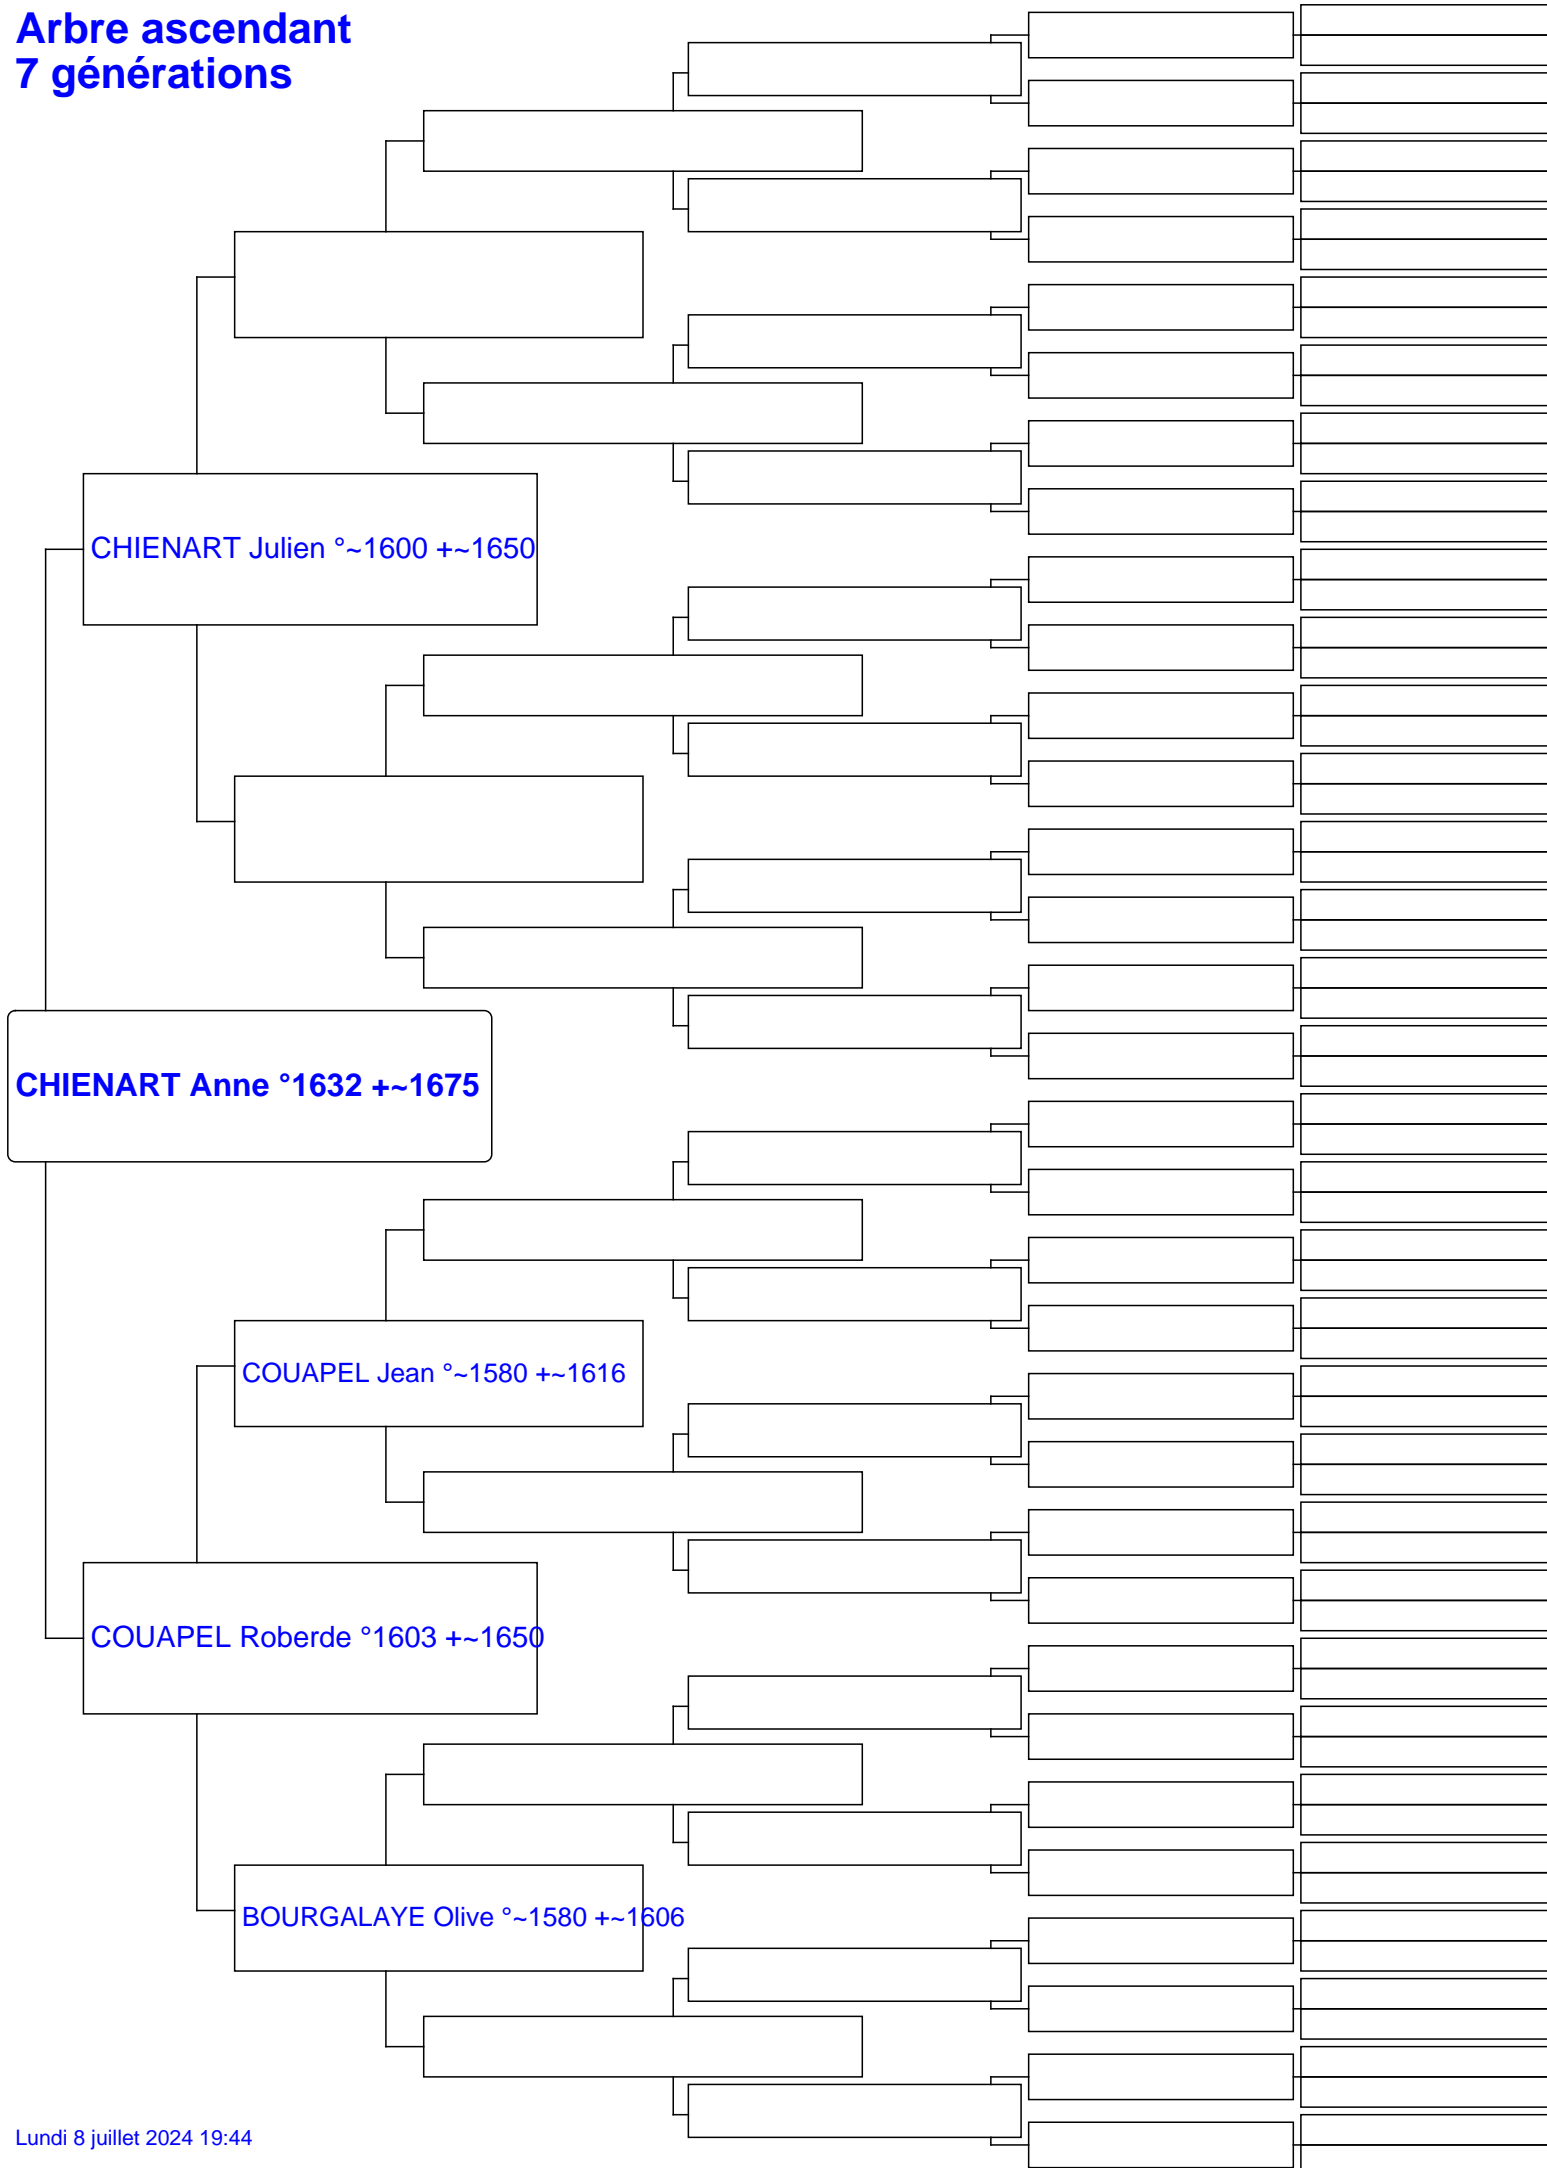 Arbre ascendant
7 générations
CHIENART Julien °~1600 +~1650
CHIENART Anne °1632 +~1675
COUAPEL Jean °~1580 +~1616
COUAPEL Roberde °1603 +~1650
BOURGALAYE Olive °~1580 +~1606
Lundi 8 juillet 2024 19:44